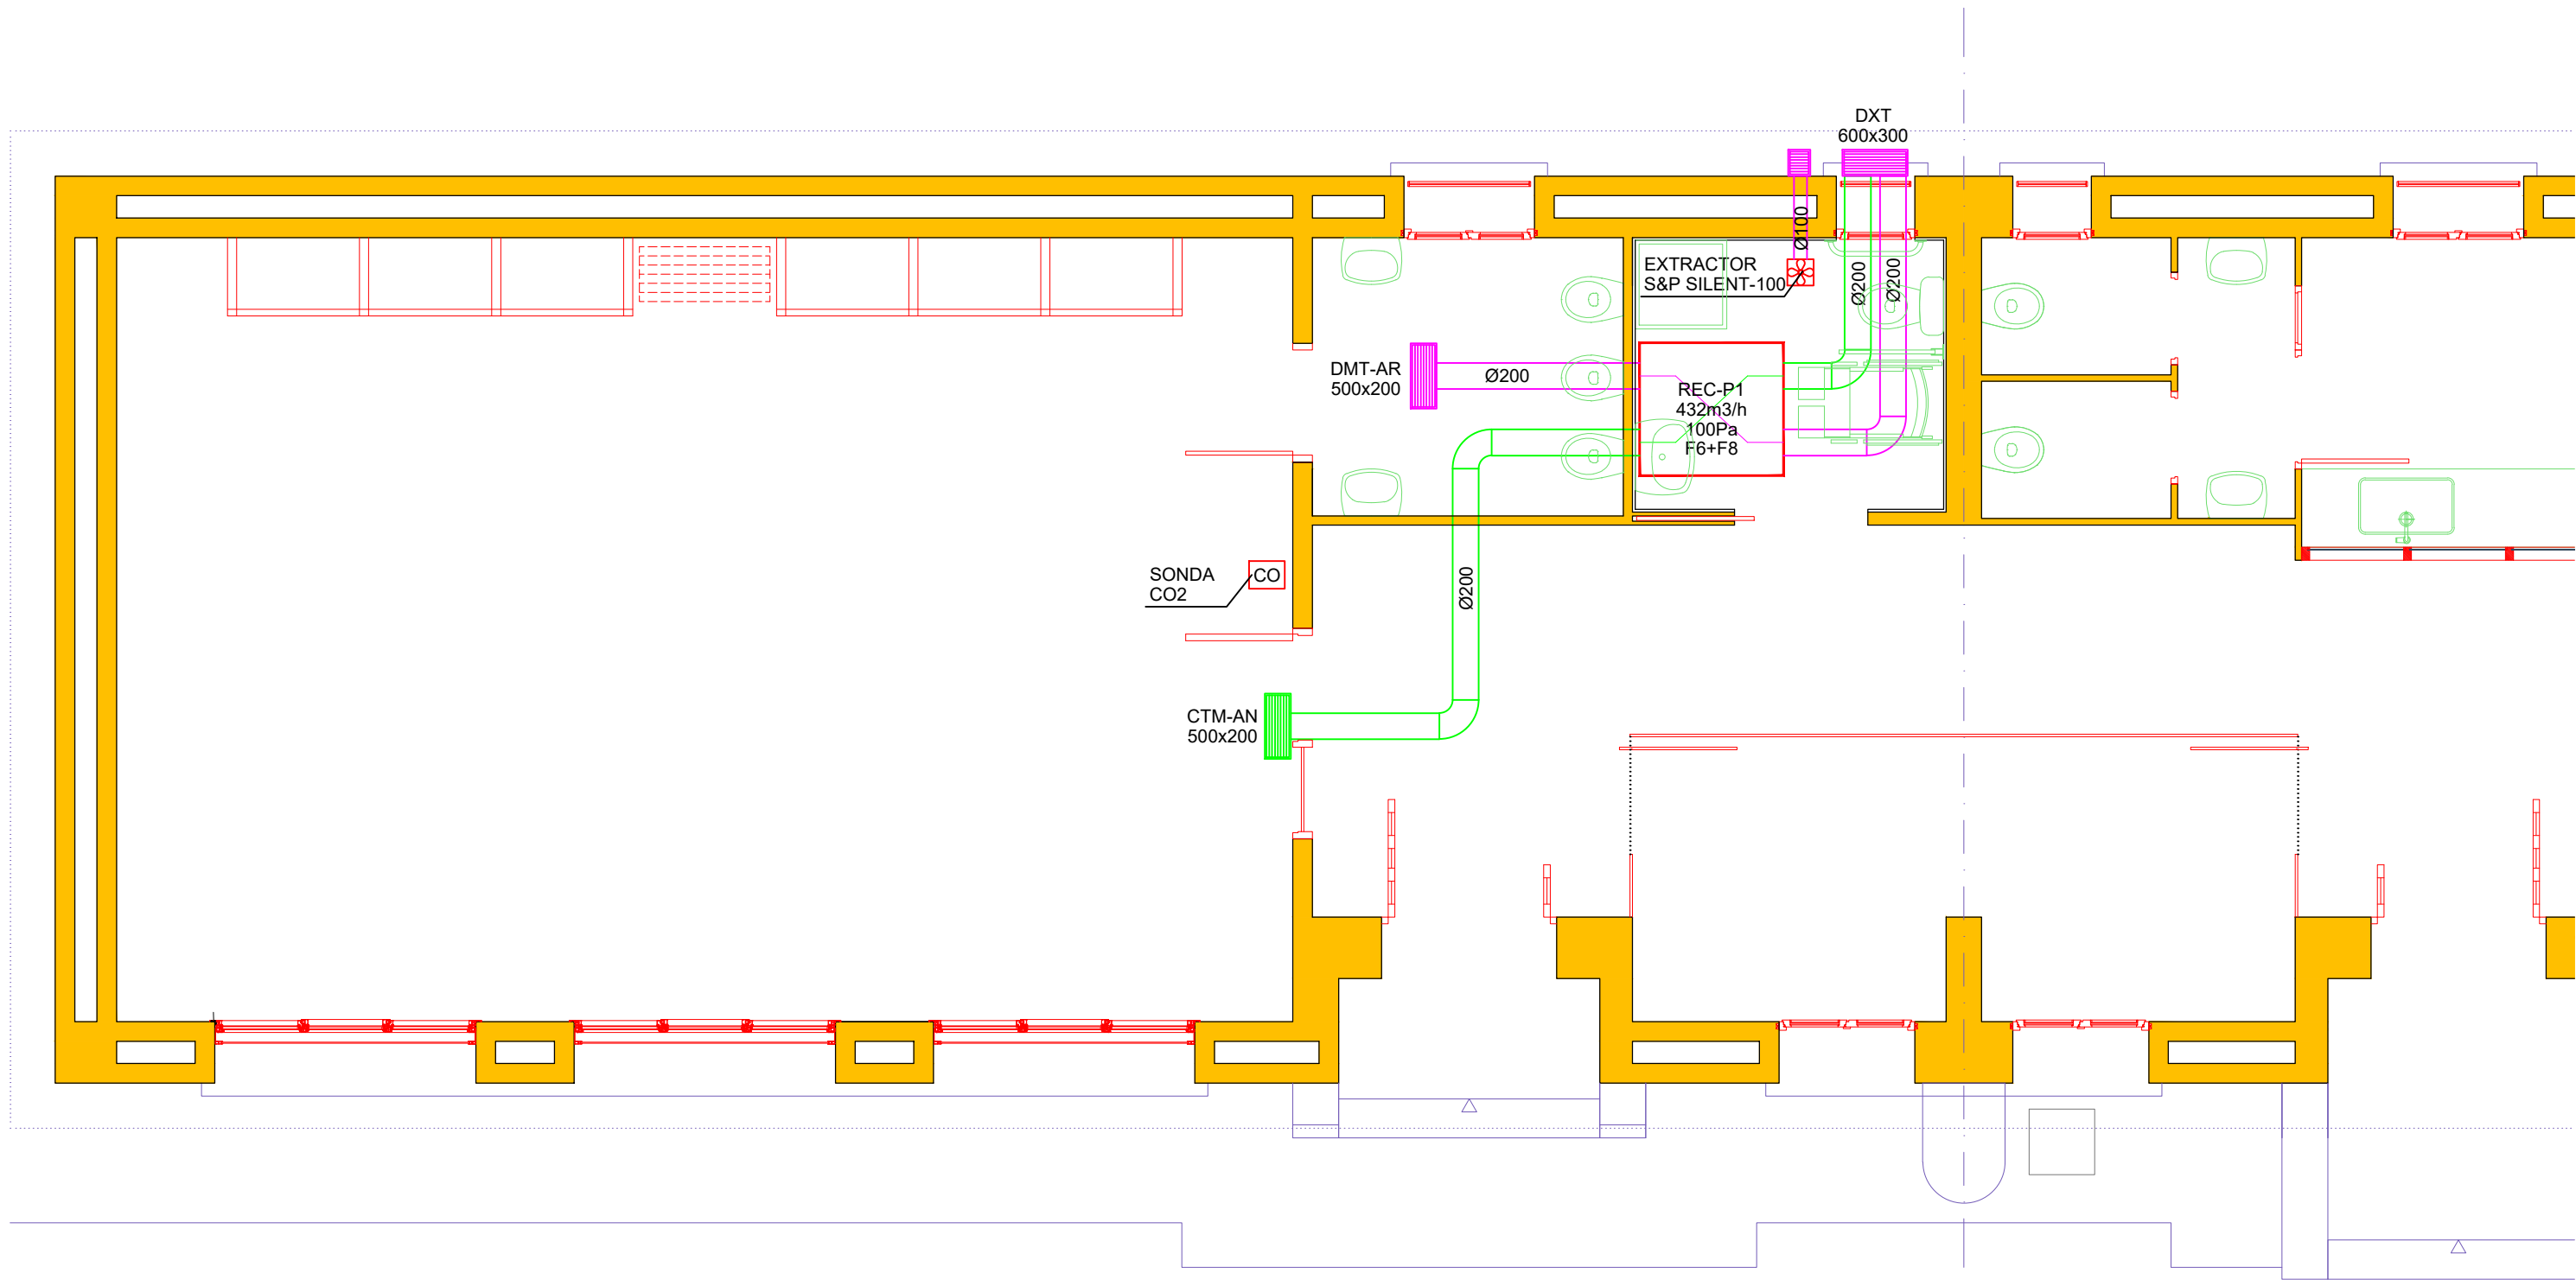 DXT
600x300
Ø100
EXTRACTOR
S&P SILENT-100
Ø200
Ø200
DMT-AR
500x200
Ø200
REC-P1
432m3/h
100Pa
F6+F8
SONDA
CO2
CO
Ø200
CTM-AN
500x200